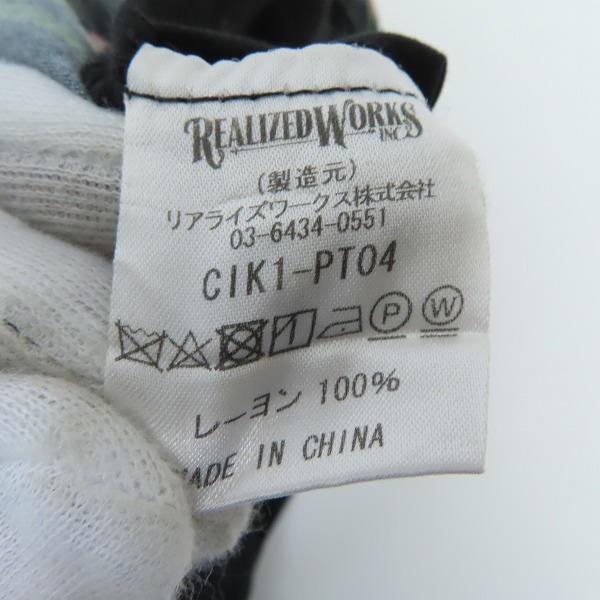 REALIZEDWORKS
INC.
(製造元)
リアライズワークス株式会社
03-6434-0551
CIK1-PT04
P W
レーヨン 100%
MADE IN CHINA